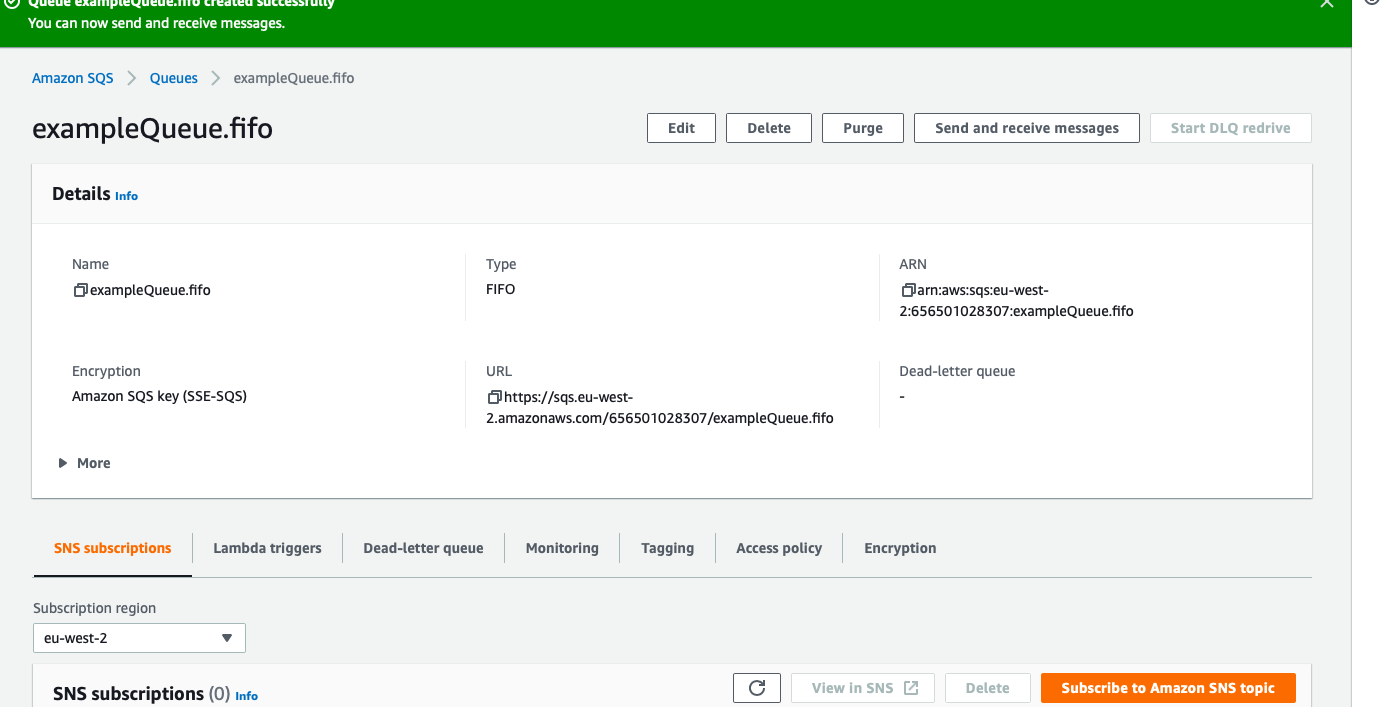 Queue exampleQueue.fifo created successfully
You can now send and receive messages.
Amazon SQS
Queues
exampleQueue.fifo
exampleQueue.fifo
Edit
Delete
Purge
Send and receive messages
Start DLQ redrive
Details Info
Name
exampleQueue.fifo
Type
FIFO
ARN
arn:aws:sqs:eu-west-
2:656501028307:exampleQueue.fifo
Encryption
Amazon SQS key (SSE-SQS)
URL
https://sqs.eu-west-
2.amazonaws.com/656501028307/exampleQueue.fifo
Dead-letter queue
-
More
SNS subscriptions
Lambda triggers
Dead-letter queue
Monitoring
Tagging
Access policy
Encryption
Subscription region
eu-west-2
SNS subscriptions (0) Info
View in SNS
Delete
Subscribe to Amazon SNS topic